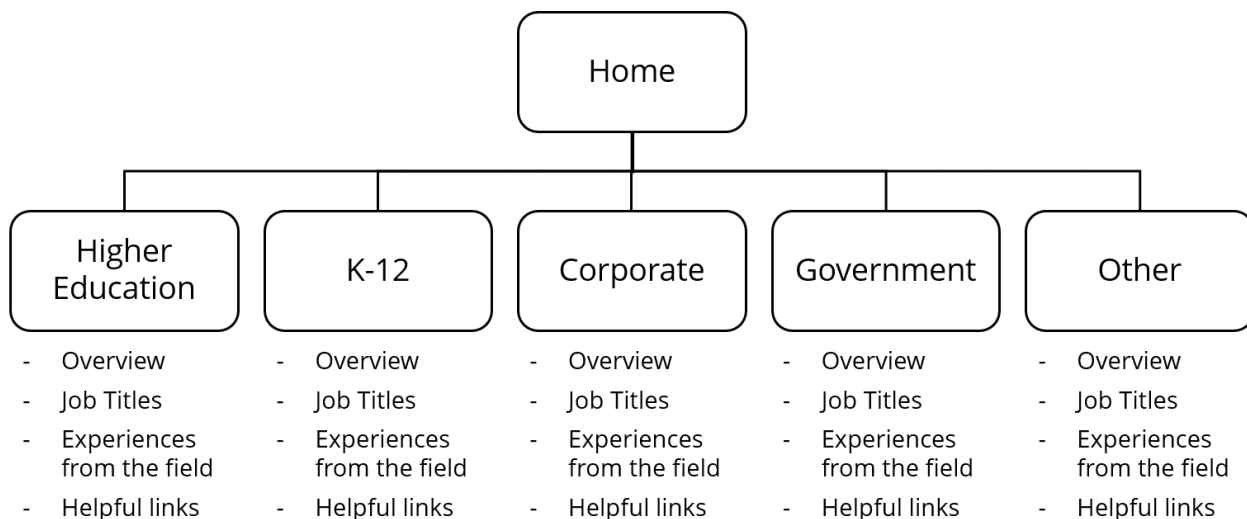 Home
Higher
Education
K-12
Corporate
Government
Other
- Overview
- Job Titles
- Experiences
from the field
- Helpful links
- Overview
- Job Titles
- Experiences
from the field
- Helpful links
- Overview
- Job Titles
- Experiences
from the field
- Helpful links
- Overview
- Job Titles
- Experiences
from the field
- Helpful links
- Overview
- Job Titles
- Experiences
from the field
- Helpful links